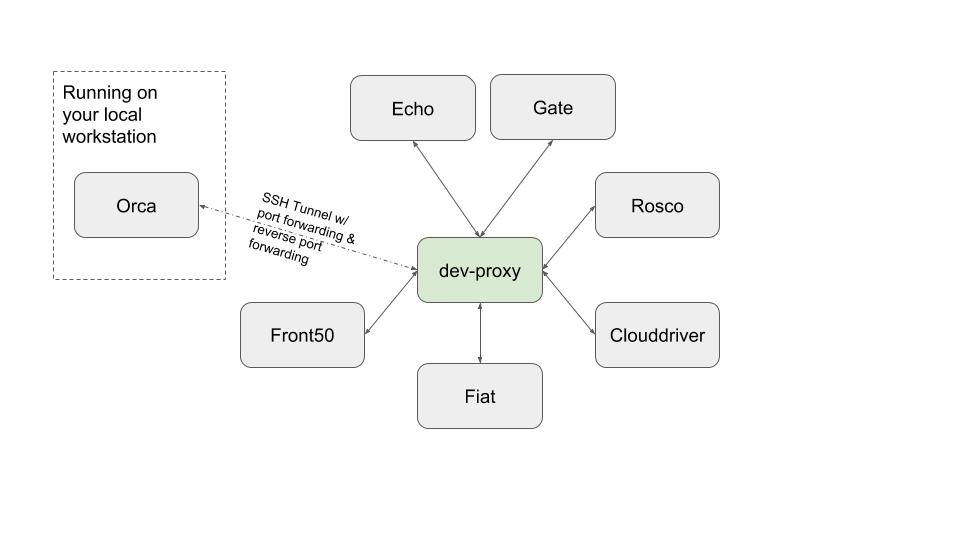 Running on
your local
workstation
Echo
Gate
Orca
SSH Tunnel w/
port forwarding &
reverse port
forwarding
Rosco
dev-proxy
Front50
Clouddriver
Fiat